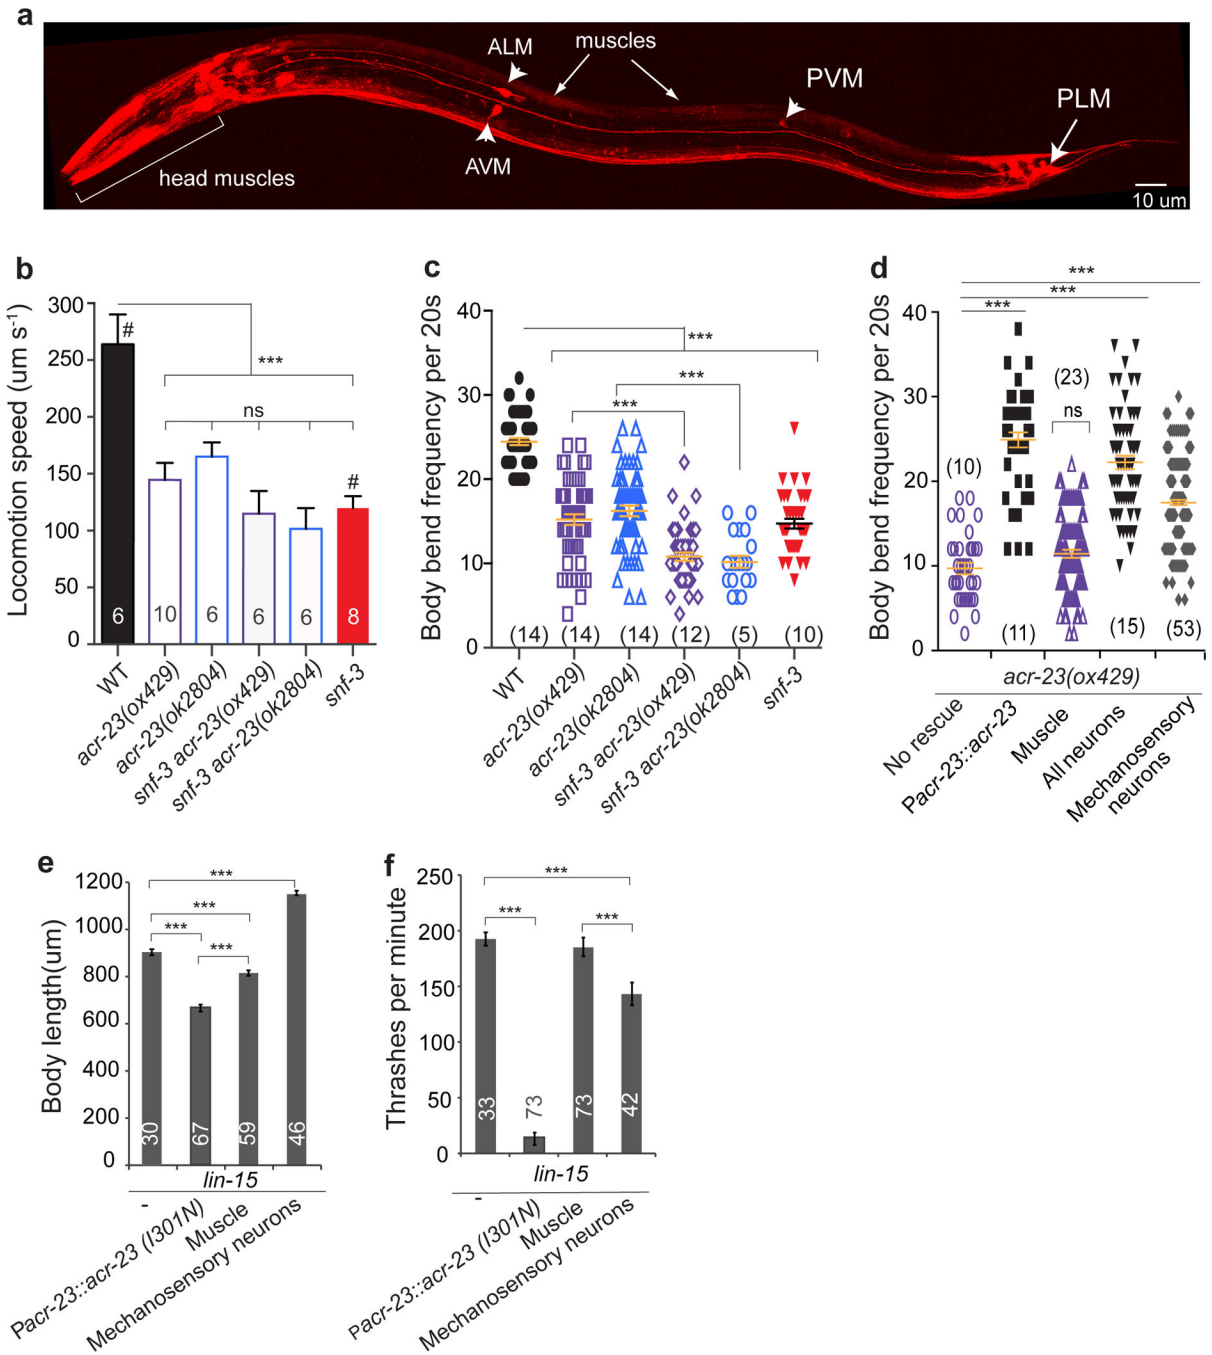 a
ALM
muscles
PVM
PLM
AVM
head muscles
10 um
b
Locomotion speed (um s-1)
300
250
200
150
100
50
0
#
***
ns
#
6
10
6
6
6
8
WT
acr-23(ox429)
acr-23(ok2804)
snf-3 acr-23(ox429)
snf-3 acr-23(ok2804)
snf-3
c
Body bend frequency per 20s
40
30
20
10
0
***
***
***
(14)
(14)
(14)
(12)
(5)
(10)
WT
acr-23(ox429)
acr-23(ok2804)
snf-3 acr-23(ox429)
snf-3 acr-23(ok2804)
snf-3
d
Body bend frequency per 20s
40
30
20
10
0
***
***
***
(23)
ns
(10)
(11)
(15)
(53)
acr-23(ox429)
No rescue
Pacr-23::acr-23
Muscle
All neurons
Mechanosensory
neurons
e
Body length(um)
1200
1000
800
600
400
200
0
***
***
***
***
30
67
59
46
lin-15
-
Pacr-23::acr-23 (I301N)
Muscle
Mechanosensory neurons
f
Thrashes per minute
250
200
150
100
50
0
***
***
***
33
73
73
42
lin-15
-
Pacr-23::acr-23 (I301N)
Muscle
Mechanosensory neurons